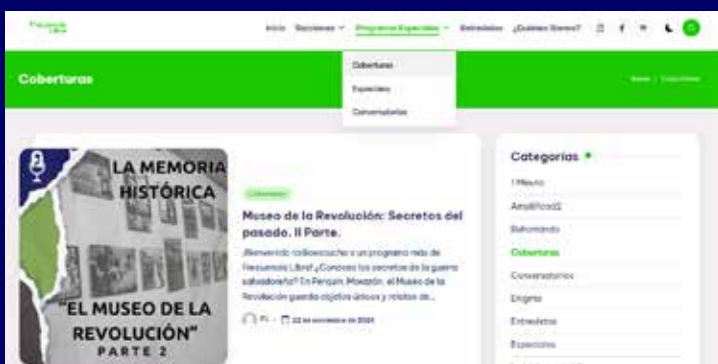 Frecuencia
Libre
Inicio Secciones Programas Especiales Entrevistas ¿Quiénes Somos?
Coberturas
Especiales
Conversatorios
Coberturas
LA MEMORIA
HISTÓRICA
"EL MUSEO DE LA
REVOLUCIÓN"
PARTE 2
Coberturas
Museo de la Revolución: Secretos del
pasado. II Parte.
¡Bienvenido radioescucha a un programa más de
Frecuencia Libre! ¿Conoces los secretos de la guerra
salvadoreña? En Perquín, Morazán, el Museo de la
Revolución guarda objetos únicos y relatos de...
FL - 22 de noviembre de 2024
Categorías
1 Minuto
Coberturas
Conversatorios
Enigma
Entrevistas
Especiales